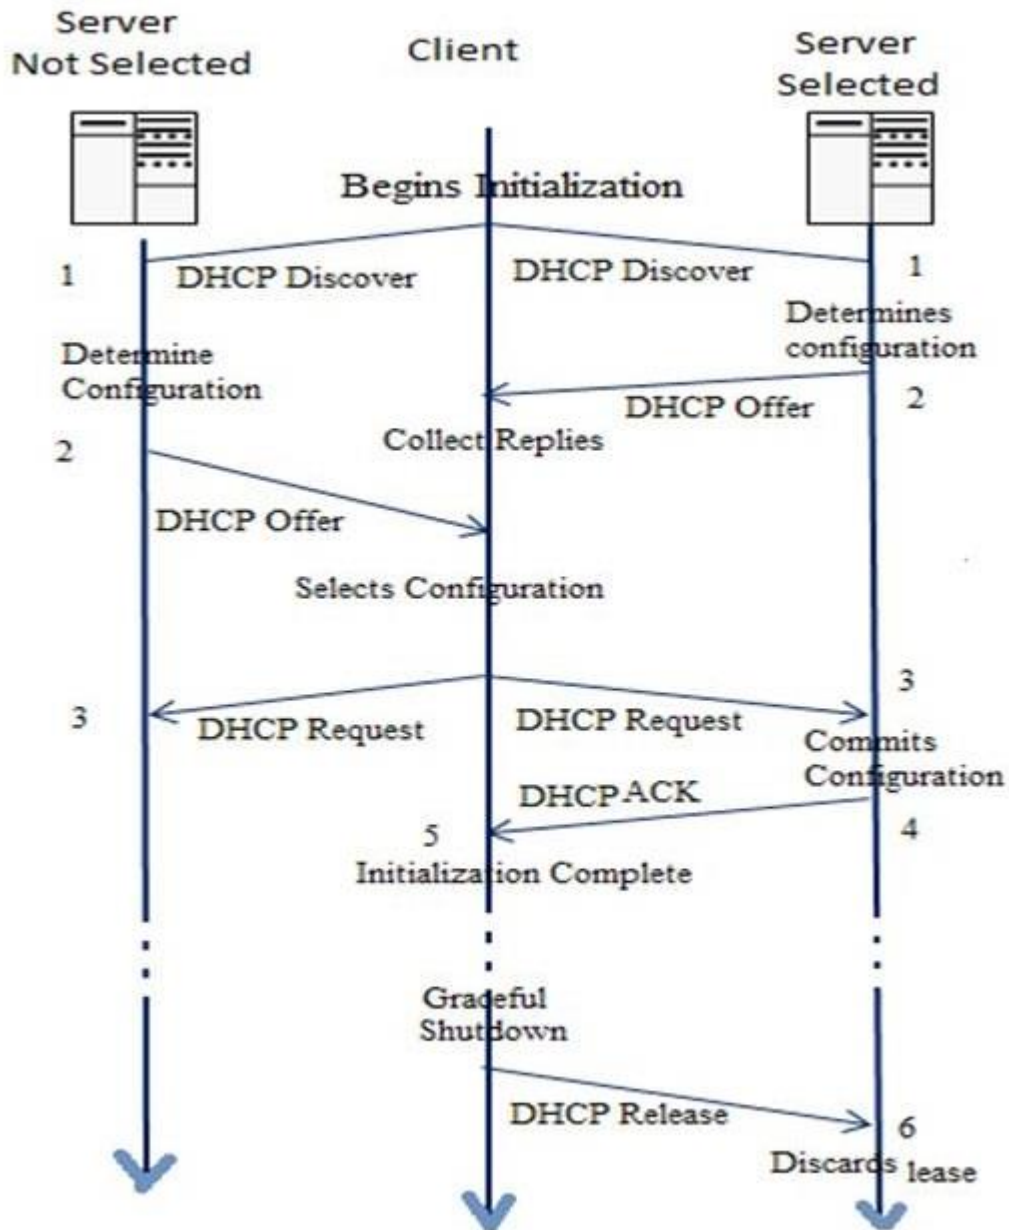 Server
Not Selected
Client
Server
Selected
Begins Initialization
1
DHCP Discover
DHCP Discover
1
Determines
configuration
Determine
Configuration
DHCP Offer
2
Collect Replies
2
DHCP Offer
Selects Configuration
3
3
DHCP Request
DHCP Request
Commits
Configuration
DHCP ACK
4
5
Initialization Complete
Graceful
Shutdown
DHCP Release
6
Discards lease